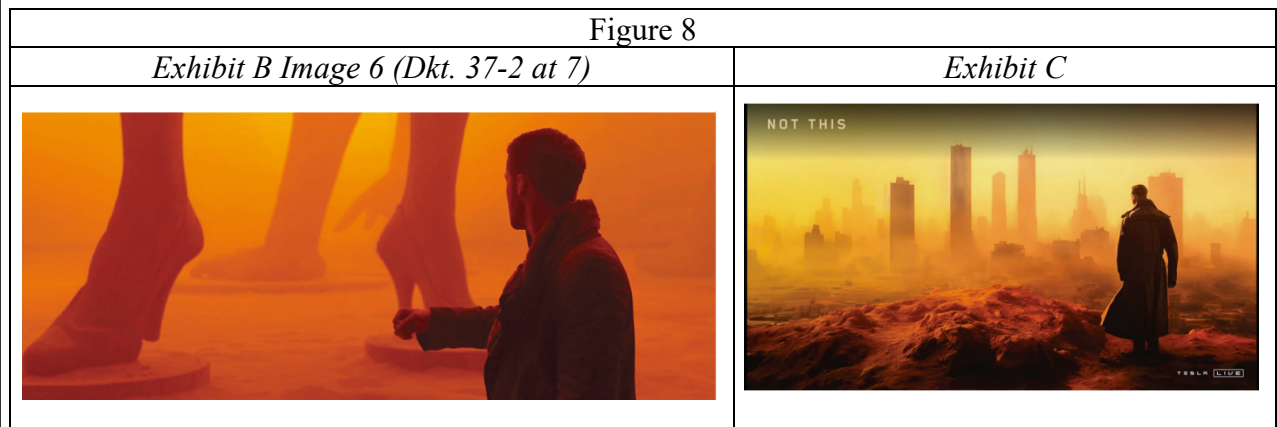 Figure 8
Exhibit B Image 6 (Dkt. 37-2 at 7)
Exhibit C
NOT THIS
TESLA LIVE